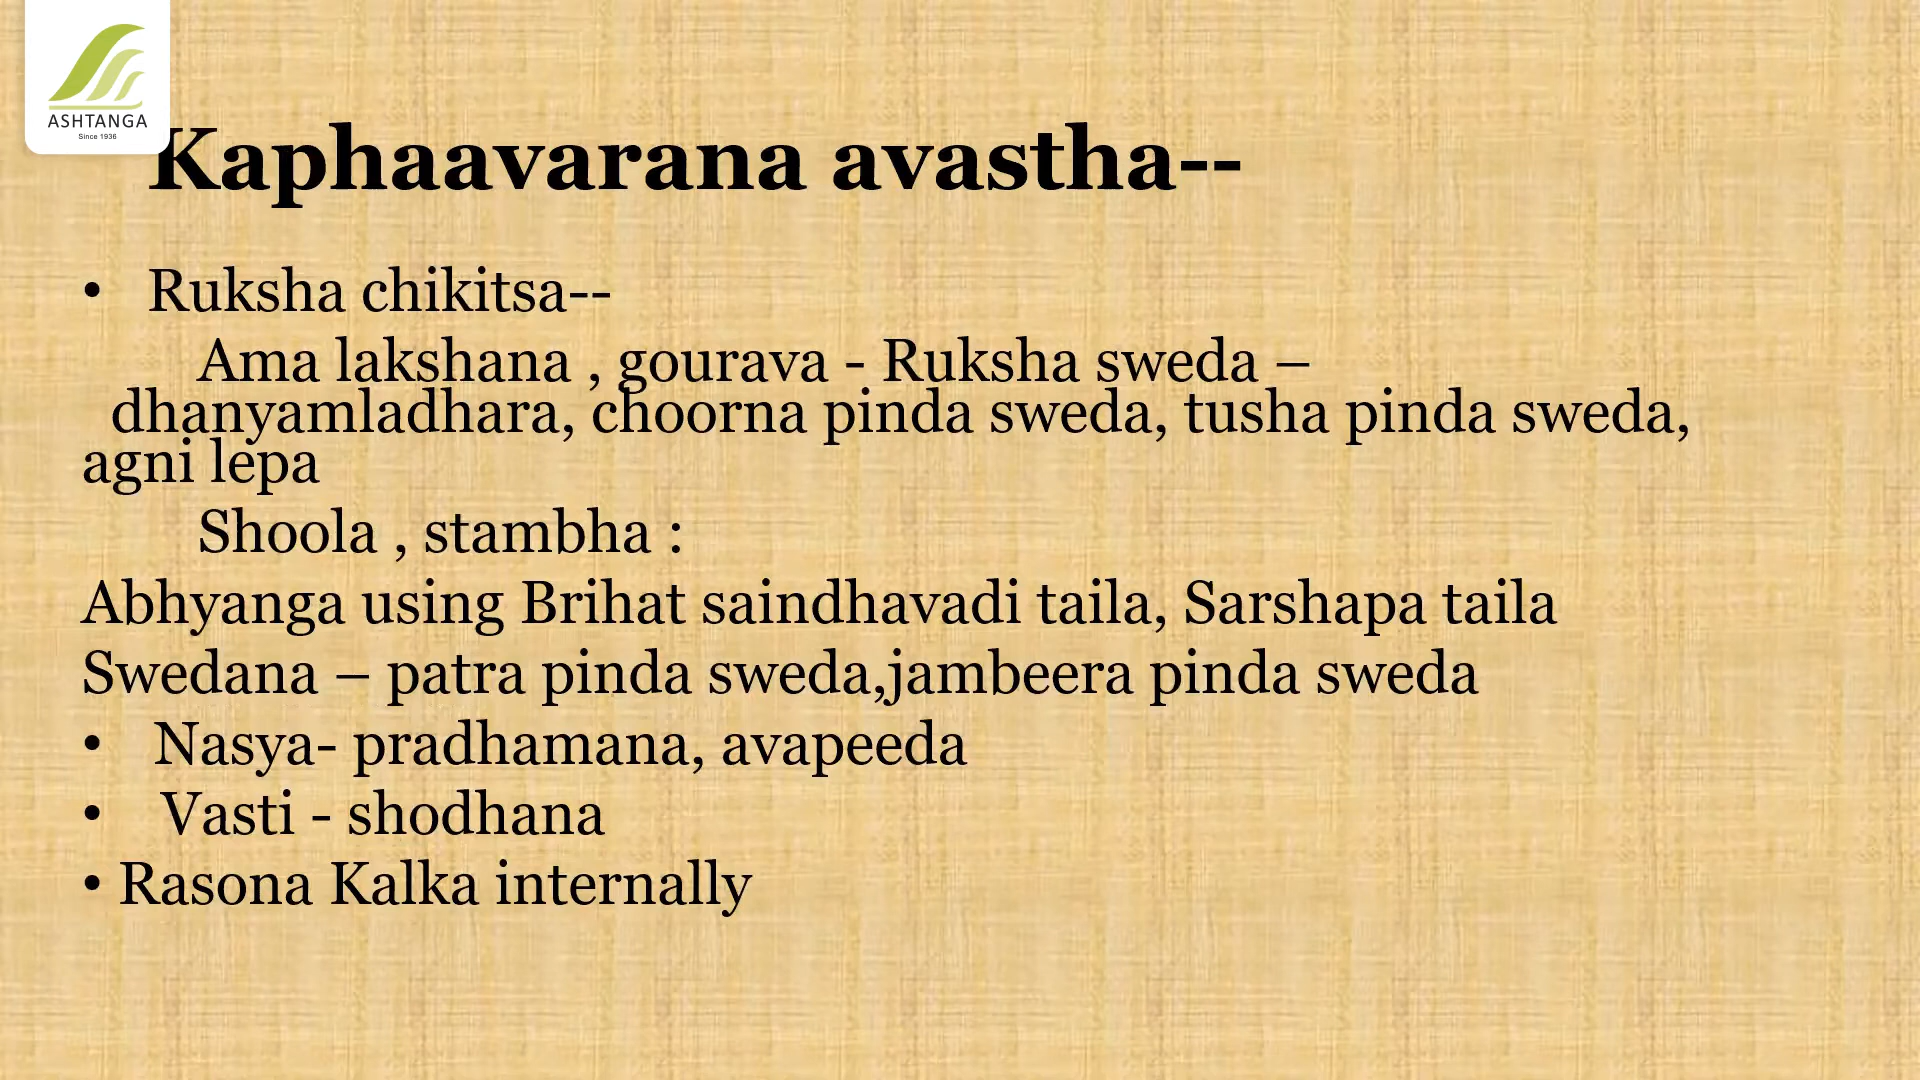 ASHTANGA
Since 1936
Kaphaavarana avastha--
• Ruksha chikitsa--
Ama lakshana , gourava - Ruksha sweda –
dhanyamladhara, choorna pinda sweda, tusha pinda sweda,
agni lepa
Shoola , stambha :
Abhyanga using Brihat saindhavadi taila, Sarshapa taila
Swedana – patra pinda sweda,jambeera pinda sweda
• Nasya- pradhamana, avapeeda
• Vasti - shodhana
• Rasona Kalka internally